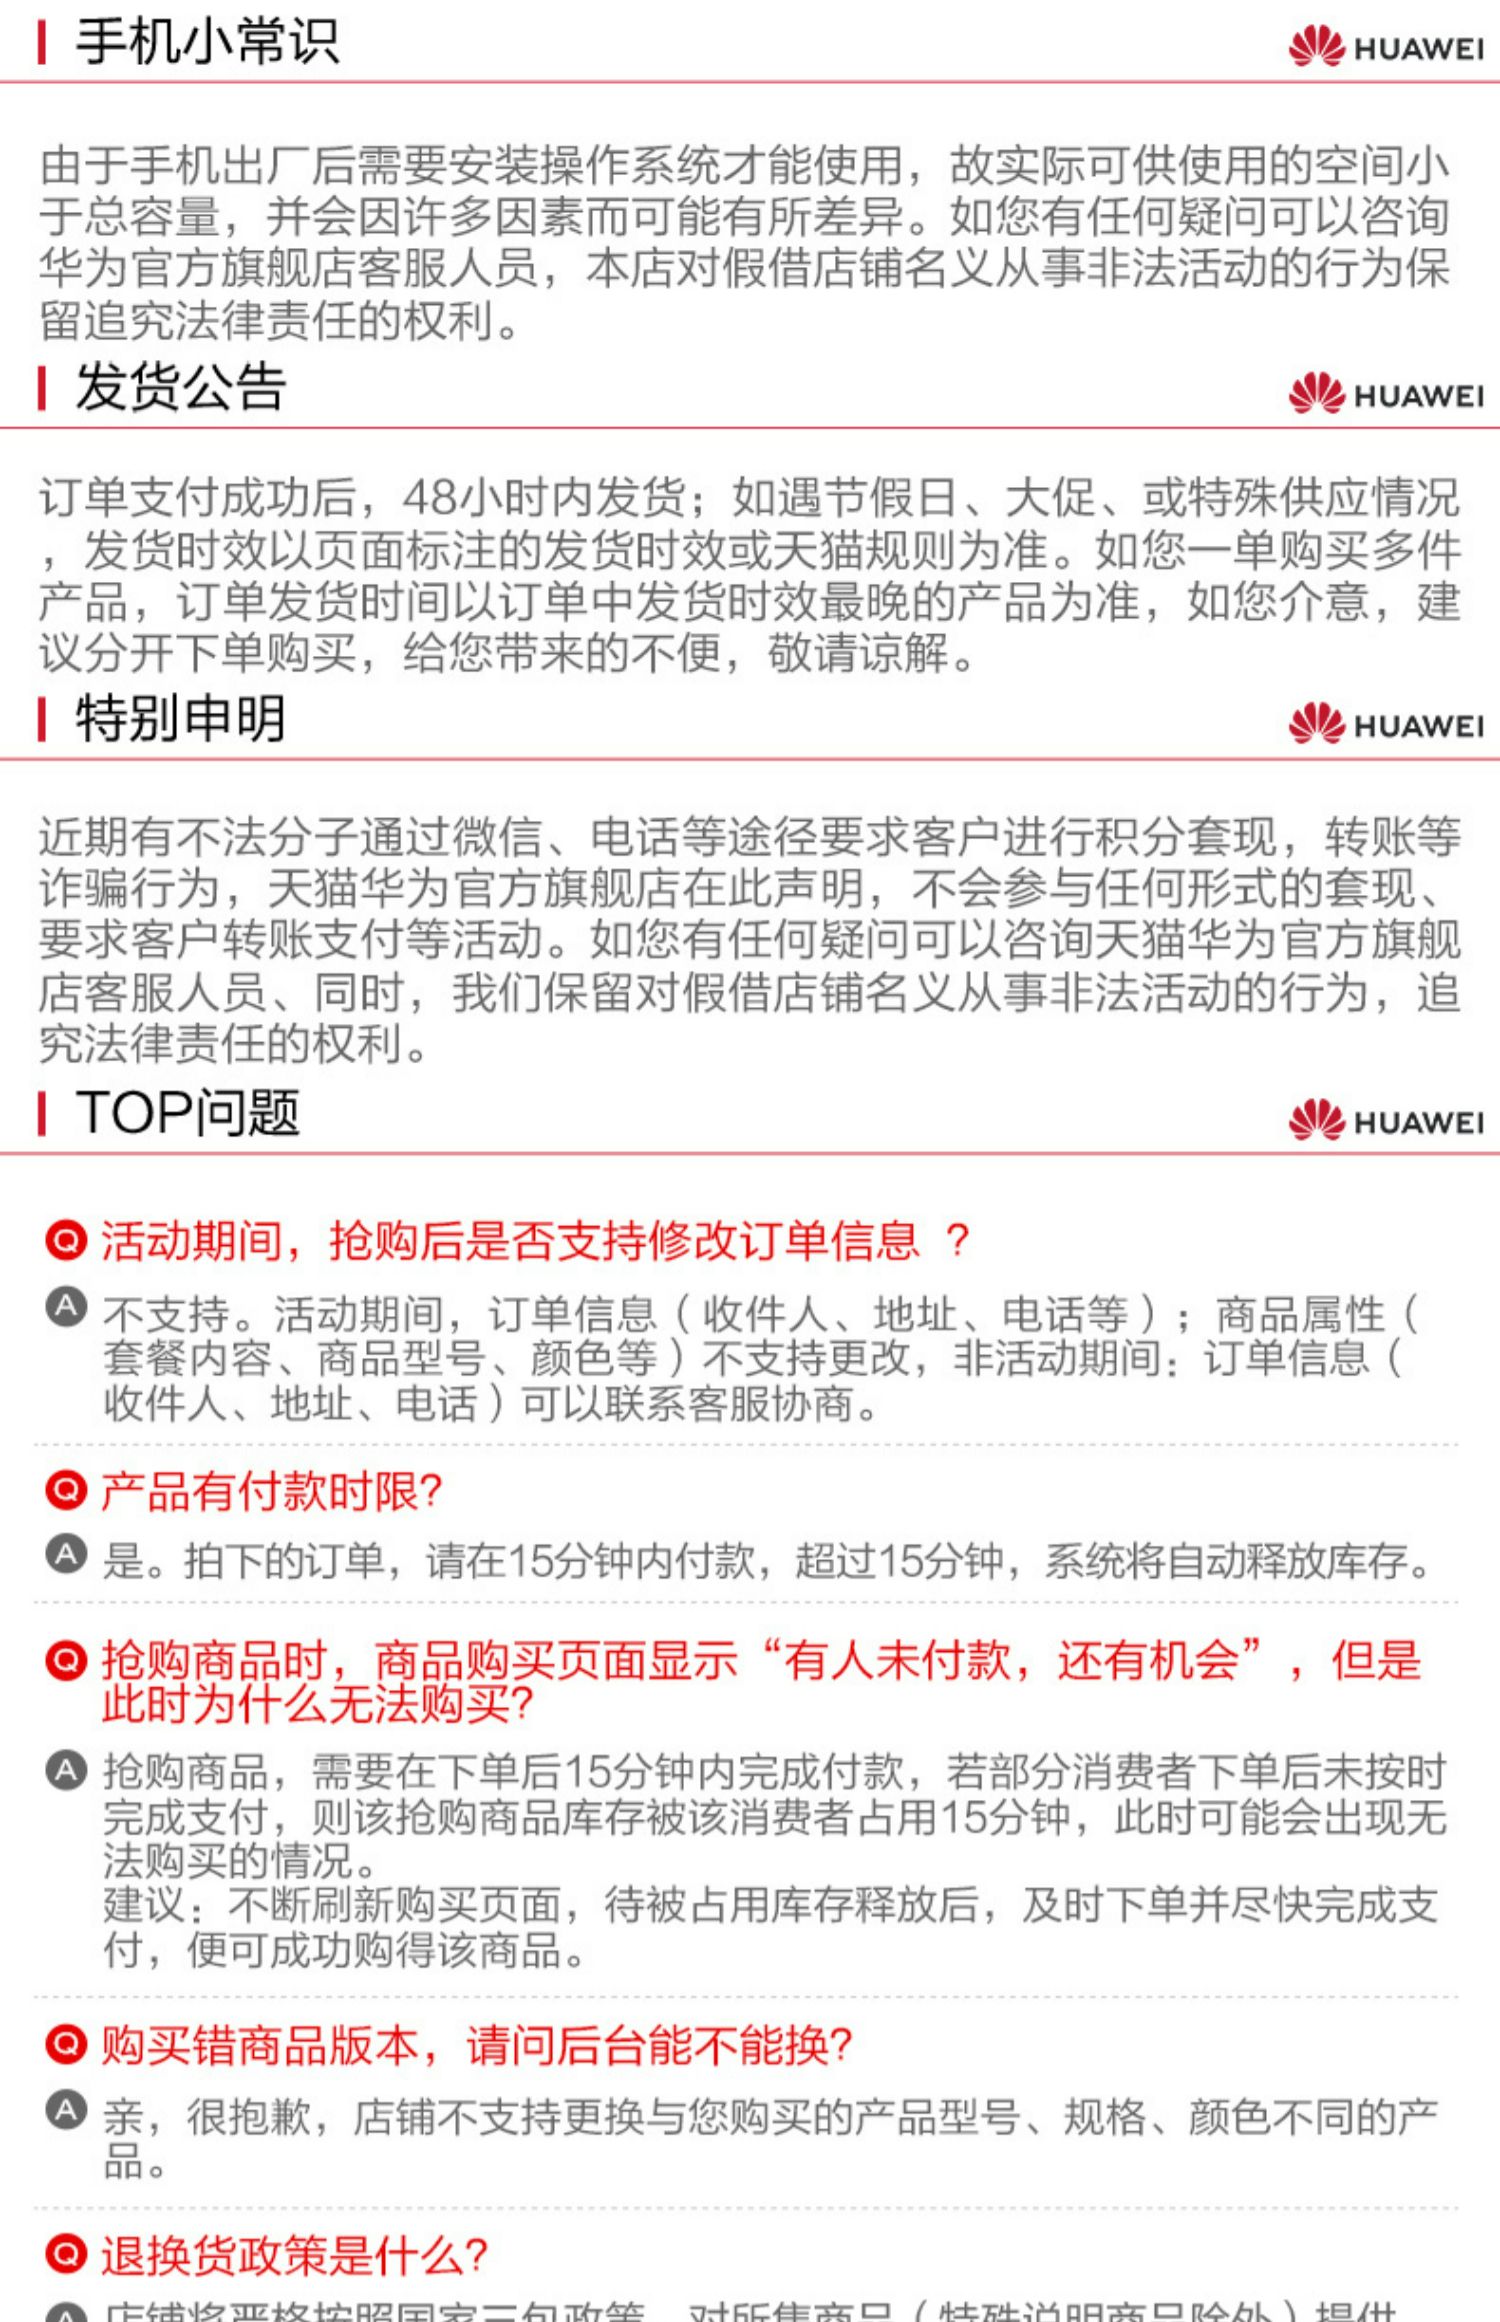 手机小常识
HUAWEI
由于手机出厂后需要安装操作系统才能使用，故实际可供使用的空间小
于总容量，并会因许多因素而可能有所差异。如您有任何疑问可以咨询
华为官方旗舰店客服人员，本店对假借店铺名义从事非法活动的行为保
留追究法律责任的权利。
发货公告
HUAWEI
订单支付成功后，48小时内发货；如遇节假日、大促、或特殊供应情况
，发货时效以页面标注的发货时效或天猫规则为准。如您一单购买多件
产品，订单发货时间以订单中发货时效最晚的产品为准，如您介意，建
议分开下单购买，给您带来的不便，敬请谅解。
特别申明
HUAWEI
近期有不法分子通过微信、电话等途径要求客户进行积分套现，转账等
诈骗行为，天猫华为官方旗舰店在此声明，不会参与任何形式的套现、
要求客户转账支付等活动。如您有任何疑问可以咨询天猫华为官方旗舰
店客服人员、同时，我们保留对假借店铺名义从事非法活动的行为，追
究法律责任的权利。
TOP问题
HUAWEI
Q 活动期间，抢购后是否支持修改订单信息 ？
A 不支持。活动期间，订单信息（收件人、地址、电话等）；商品属性（
套餐内容、商品型号、颜色等）不支持更改，非活动期间：订单信息（
收件人、地址、电话）可以联系客服协商。
Q 产品有付款时限?
A 是。拍下的订单，请在15分钟内付款，超过15分钟，系统将自动释放库存。
Q 抢购商品时，商品购买页面显示“有人未付款，还有机会”，但是
此时为什么无法购买?
A 抢购商品，需要在下单后15分钟内完成付款，若部分消费者下单后未按时
完成支付，则该抢购商品库存被该消费者占用15分钟，此时可能会出现无
法购买的情况。
建议：不断刷新购买页面，待被占用库存释放后，及时下单并尽快完成支
付，便可成功购得该商品。
Q 购买错商品版本，请问后台能不能换?
A 亲，很抱歉，店铺不支持更换与您购买的产品型号、规格、颜色不同的产
品。
Q 退换货政策是什么?
A 店铺将严格按照国家三包政策，对所售商品（特殊说明商品除外）提供